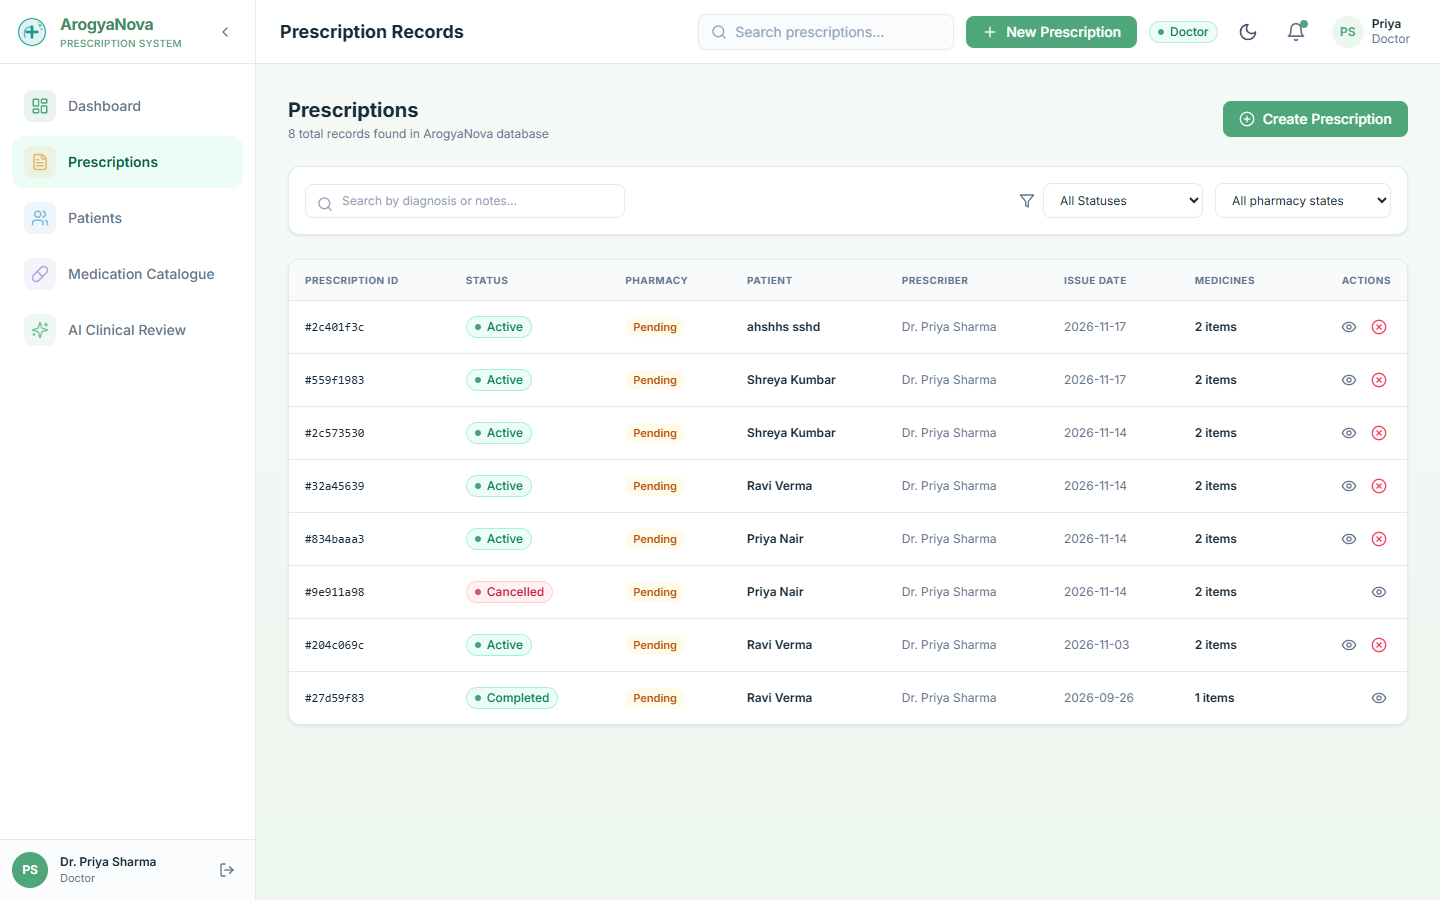 ArogyaNova
PRESCRIPTION SYSTEM
Prescription Records
Search prescriptions...
New Prescription
Doctor
PS
Priya
Doctor
Dashboard
Prescriptions
Patients
Medication Catalogue
AI Clinical Review
Prescriptions
8 total records found in ArogyaNova database
Create Prescription
Search by diagnosis or notes...
All Statuses
All pharmacy states
PRESCRIPTION ID STATUS PHARMACY PATIENT PRESCRIBER ISSUE DATE MEDICINES ACTIONS
#2c401f3c Active Pending ahshhs sshd Dr. Priya Sharma 2026-11-17 2 items
#559f1983 Active Pending Shreya Kumbar Dr. Priya Sharma 2026-11-17 2 items
#2c573530 Active Pending Shreya Kumbar Dr. Priya Sharma 2026-11-14 2 items
#32a45639 Active Pending Ravi Verma Dr. Priya Sharma 2026-11-14 2 items
#834baaa3 Active Pending Priya Nair Dr. Priya Sharma 2026-11-14 2 items
#9e911a98 Cancelled Pending Priya Nair Dr. Priya Sharma 2026-11-14 2 items
#204c069c Active Pending Ravi Verma Dr. Priya Sharma 2026-11-03 2 items
#27d59f83 Completed Pending Ravi Verma Dr. Priya Sharma 2026-09-26 1 items
PS
Dr. Priya Sharma
Doctor